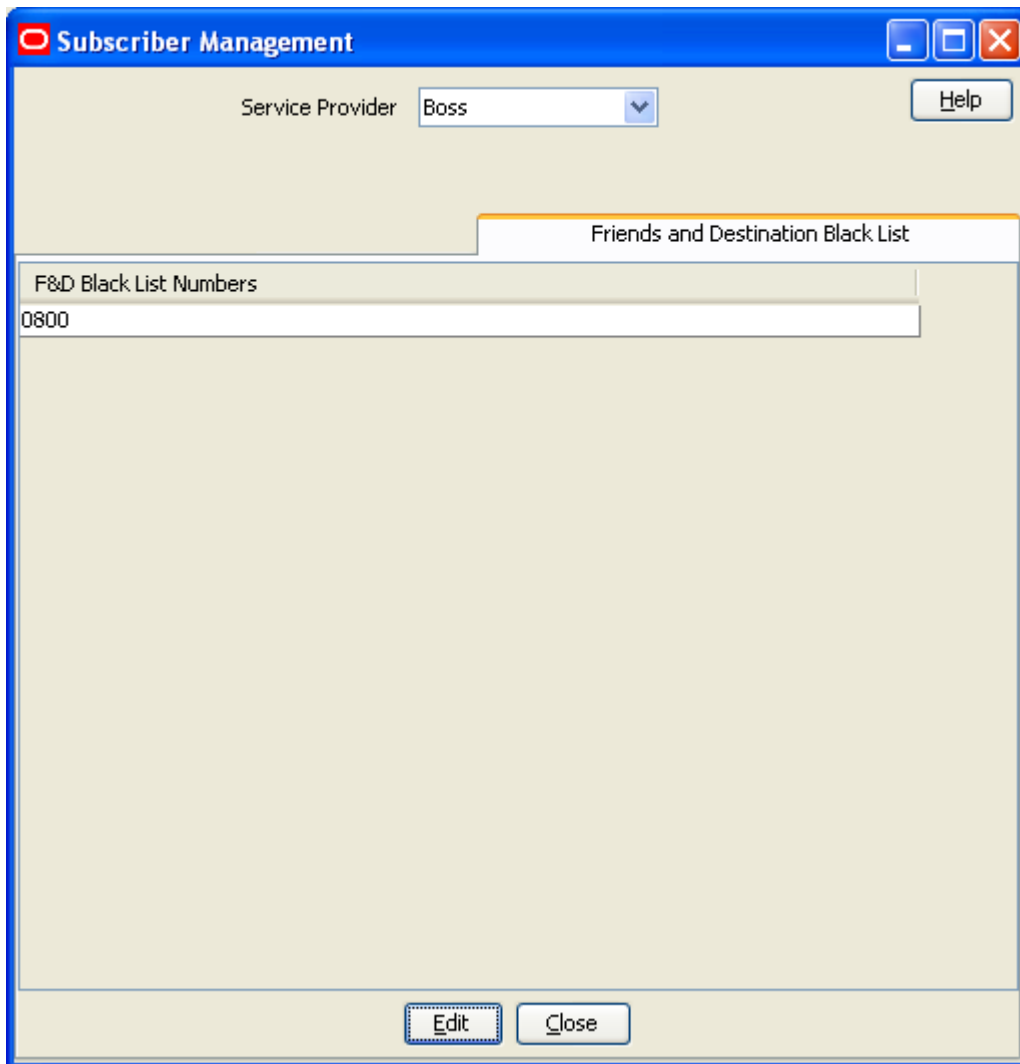 Subscriber Management
Service Provider Boss Help
Friends and Destination Black List
F&D Black List Numbers
0800
Edit Close